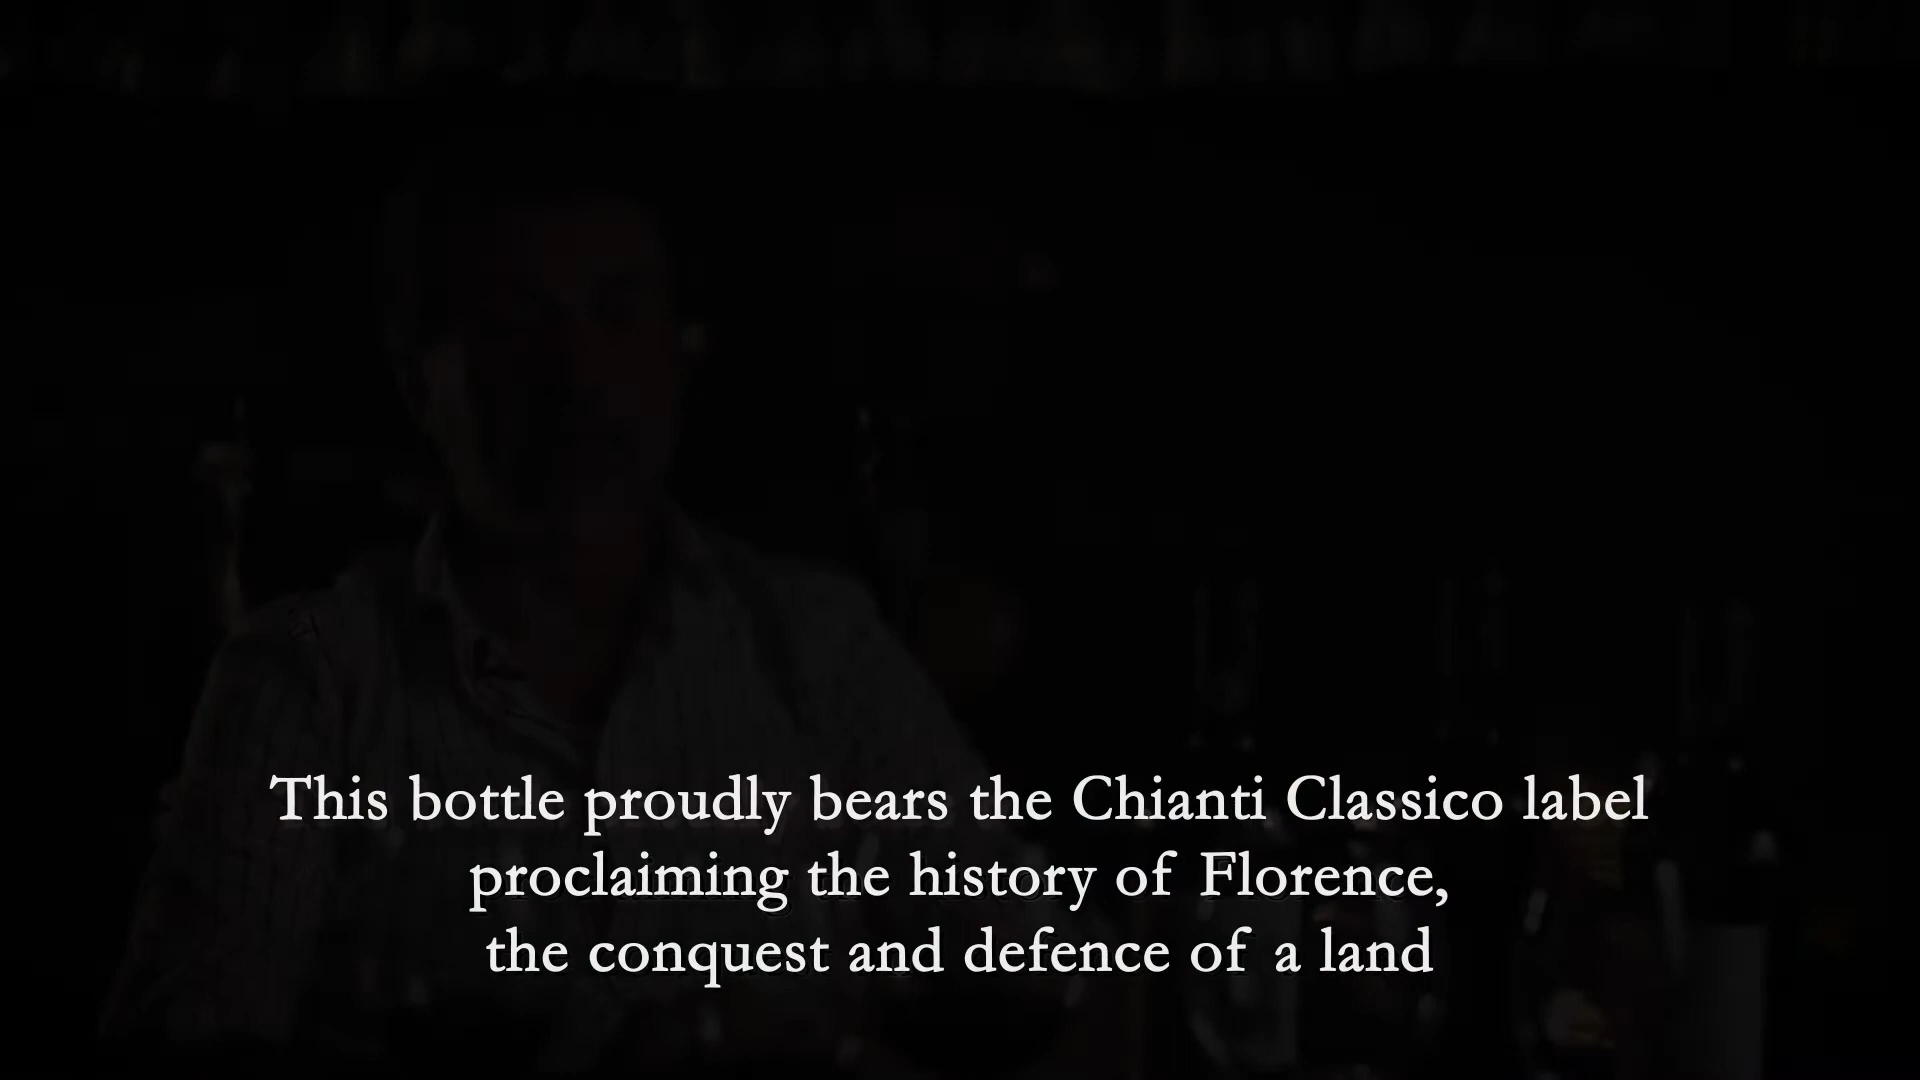 This bottle proudly bears the Chianti Classico label
proclaiming the history of Florence,
the conquest and defence of a land